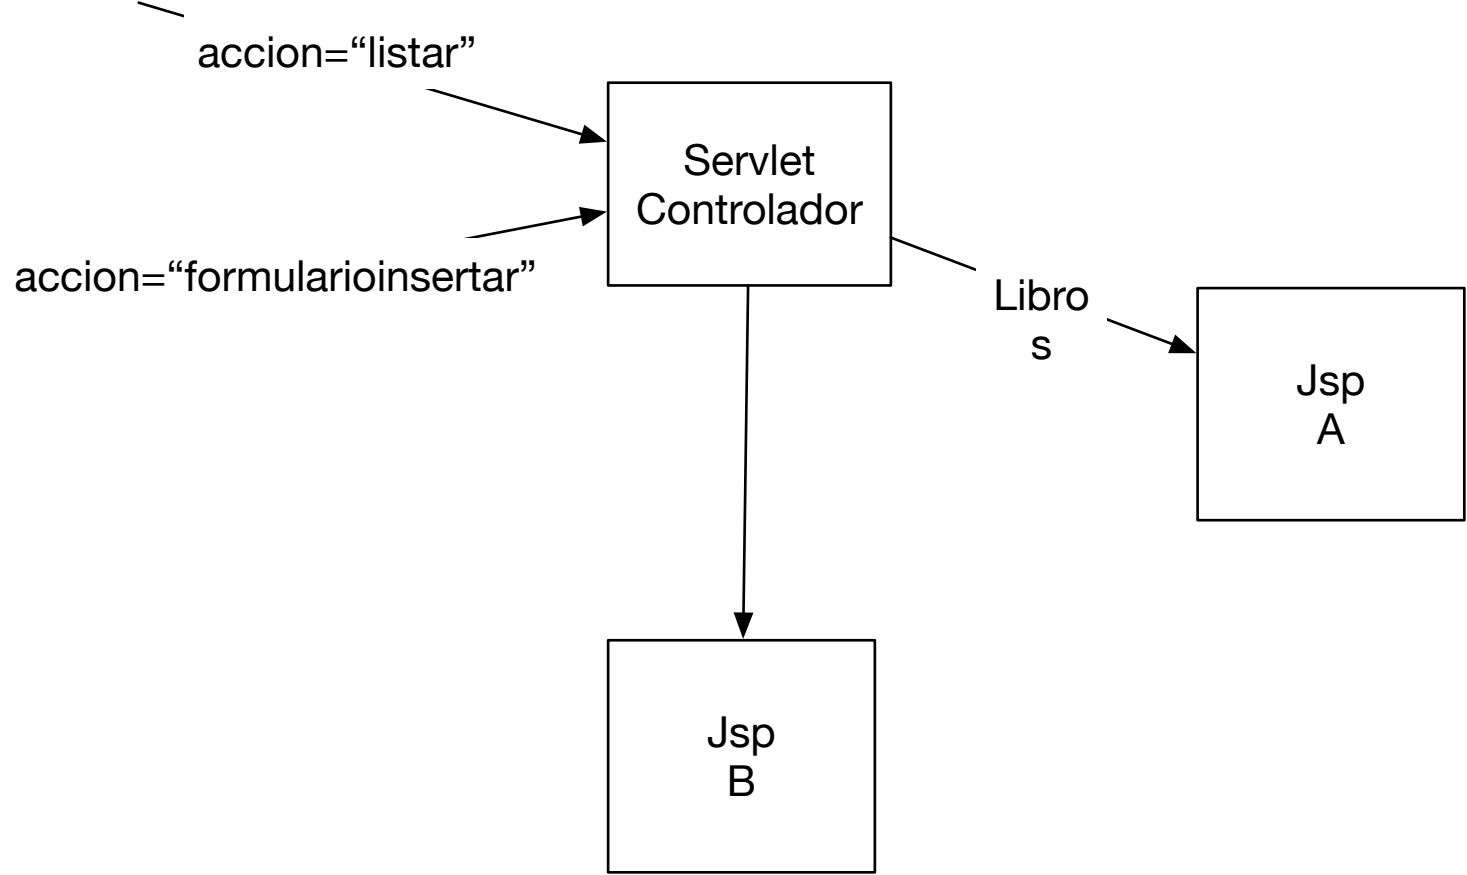 accion=“listar”
Servlet
Controlador
accion=“formularioinsertar”
Libro
s
Jsp
A
Jsp
B